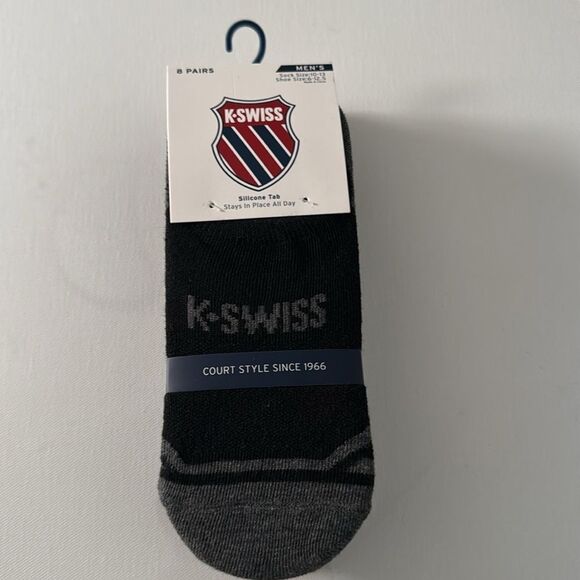 8 PAIRS
MEN'S
Sock Size:10-13
Shoe Size:6-12.5
K·SWISS
Silicone Tab
Stays In Place All Day
K·SWISS
COURT STYLE SINCE 1966